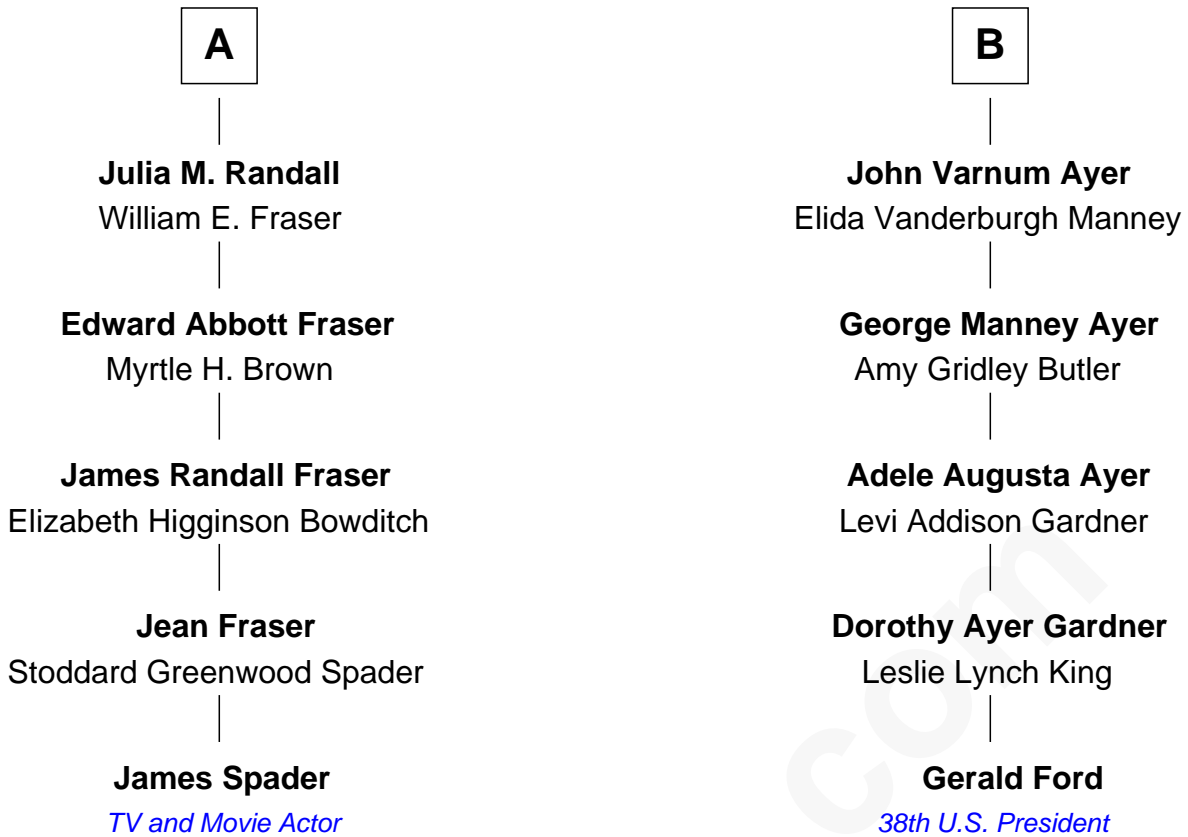 A
Julia M. Randall
William E. Fraser
Edward Abbott Fraser
Myrtle H. Brown
James Randall Fraser
Elizabeth Higginson Bowditch
Jean Fraser
Stoddard Greenwood Spader
James Spader
TV and Movie Actor
B
John Varnum Ayer
Elida Vanderburgh Manney
George Manney Ayer
Amy Gridley Butler
Adele Augusta Ayer
Levi Addison Gardner
Dorothy Ayer Gardner
Leslie Lynch King
Gerald Ford
38th U.S. President
com